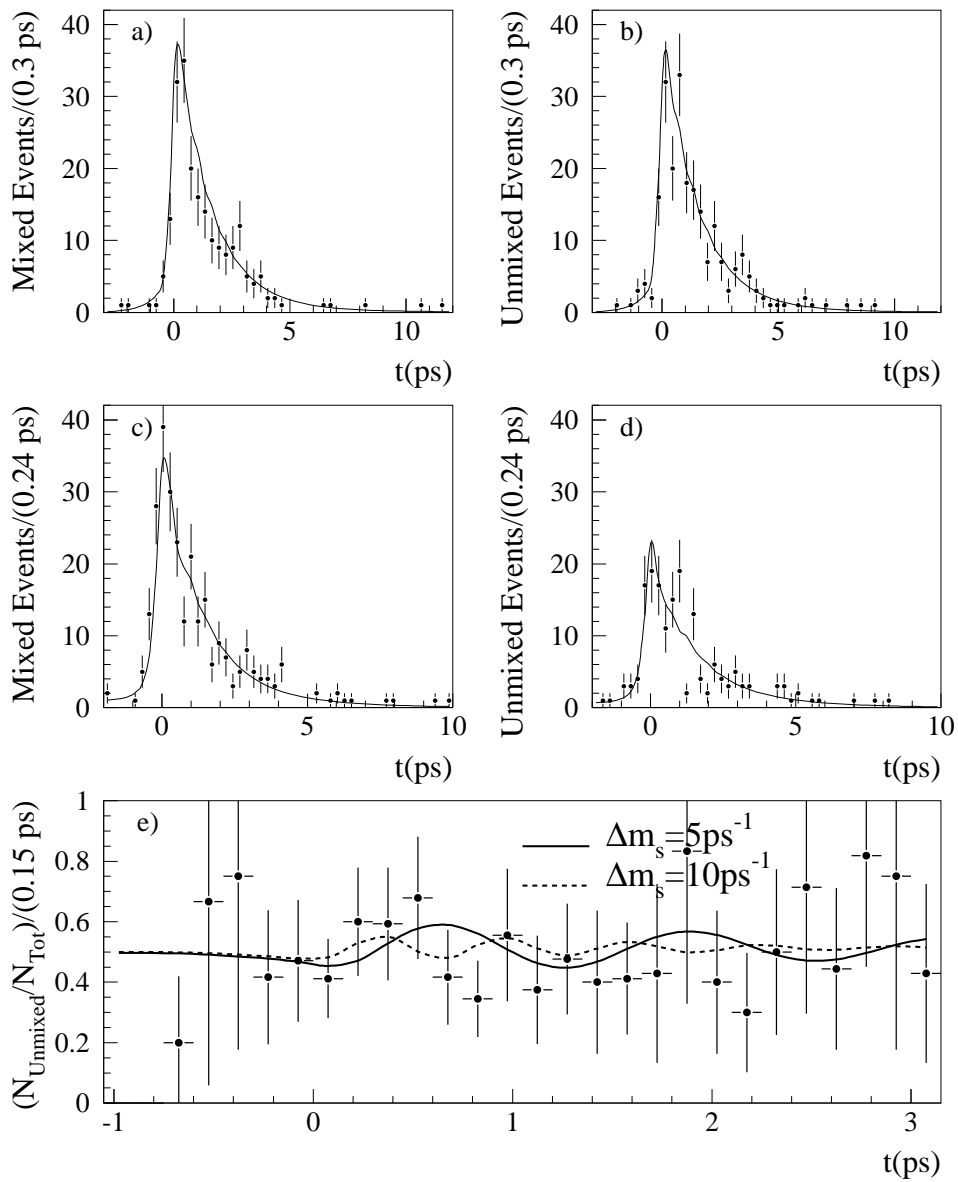 a)
Mixed Events/(0.3 ps)
40
30
20
10
0
0 5 10
t(ps)
b)
Unmixed Events/(0.3 ps)
40
30
20
10
0
0 5 10
t(ps)
c)
Mixed Events/(0.24 ps)
40
30
20
10
0
0 5 10
t(ps)
d)
Unmixed Events/(0.24 ps)
40
30
20
10
0
0 5 10
t(ps)
e)
(N_Unmixed/N_Tot)/(0.15 ps)
1
0.8
0.6
0.4
0.2
0
Δm_s=5ps^-1
Δm_s=10ps^-1
-1 0 1 2 3
t(ps)